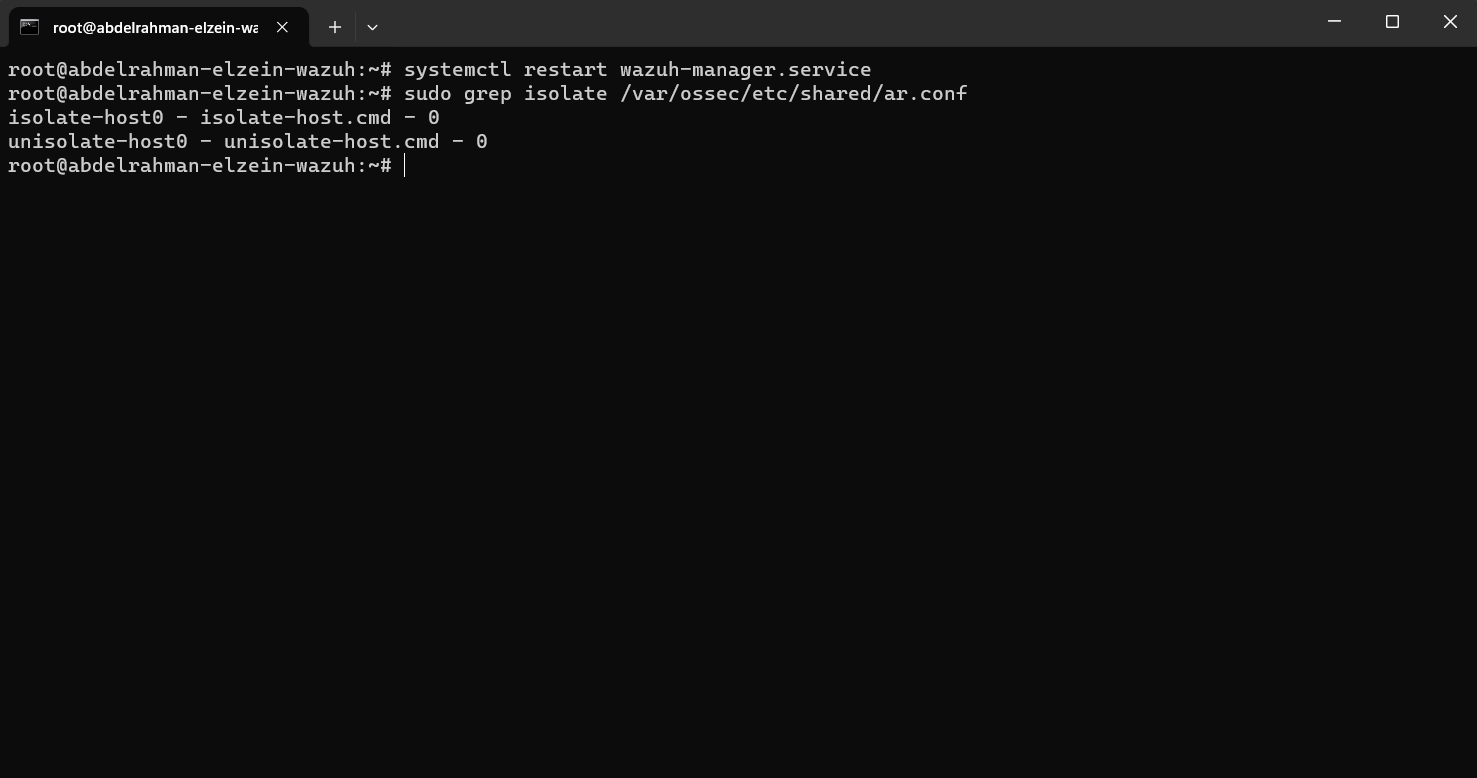 root@abdelrahman-elzein-wa
root@abdelrahman-elzein-wazuh:~# systemctl restart wazuh-manager.service
root@abdelrahman-elzein-wazuh:~# sudo grep isolate /var/ossec/etc/shared/ar.conf
isolate-host0 - isolate-host.cmd - 0
unisolate-host0 - unisolate-host.cmd - 0
root@abdelrahman-elzein-wazuh:~#